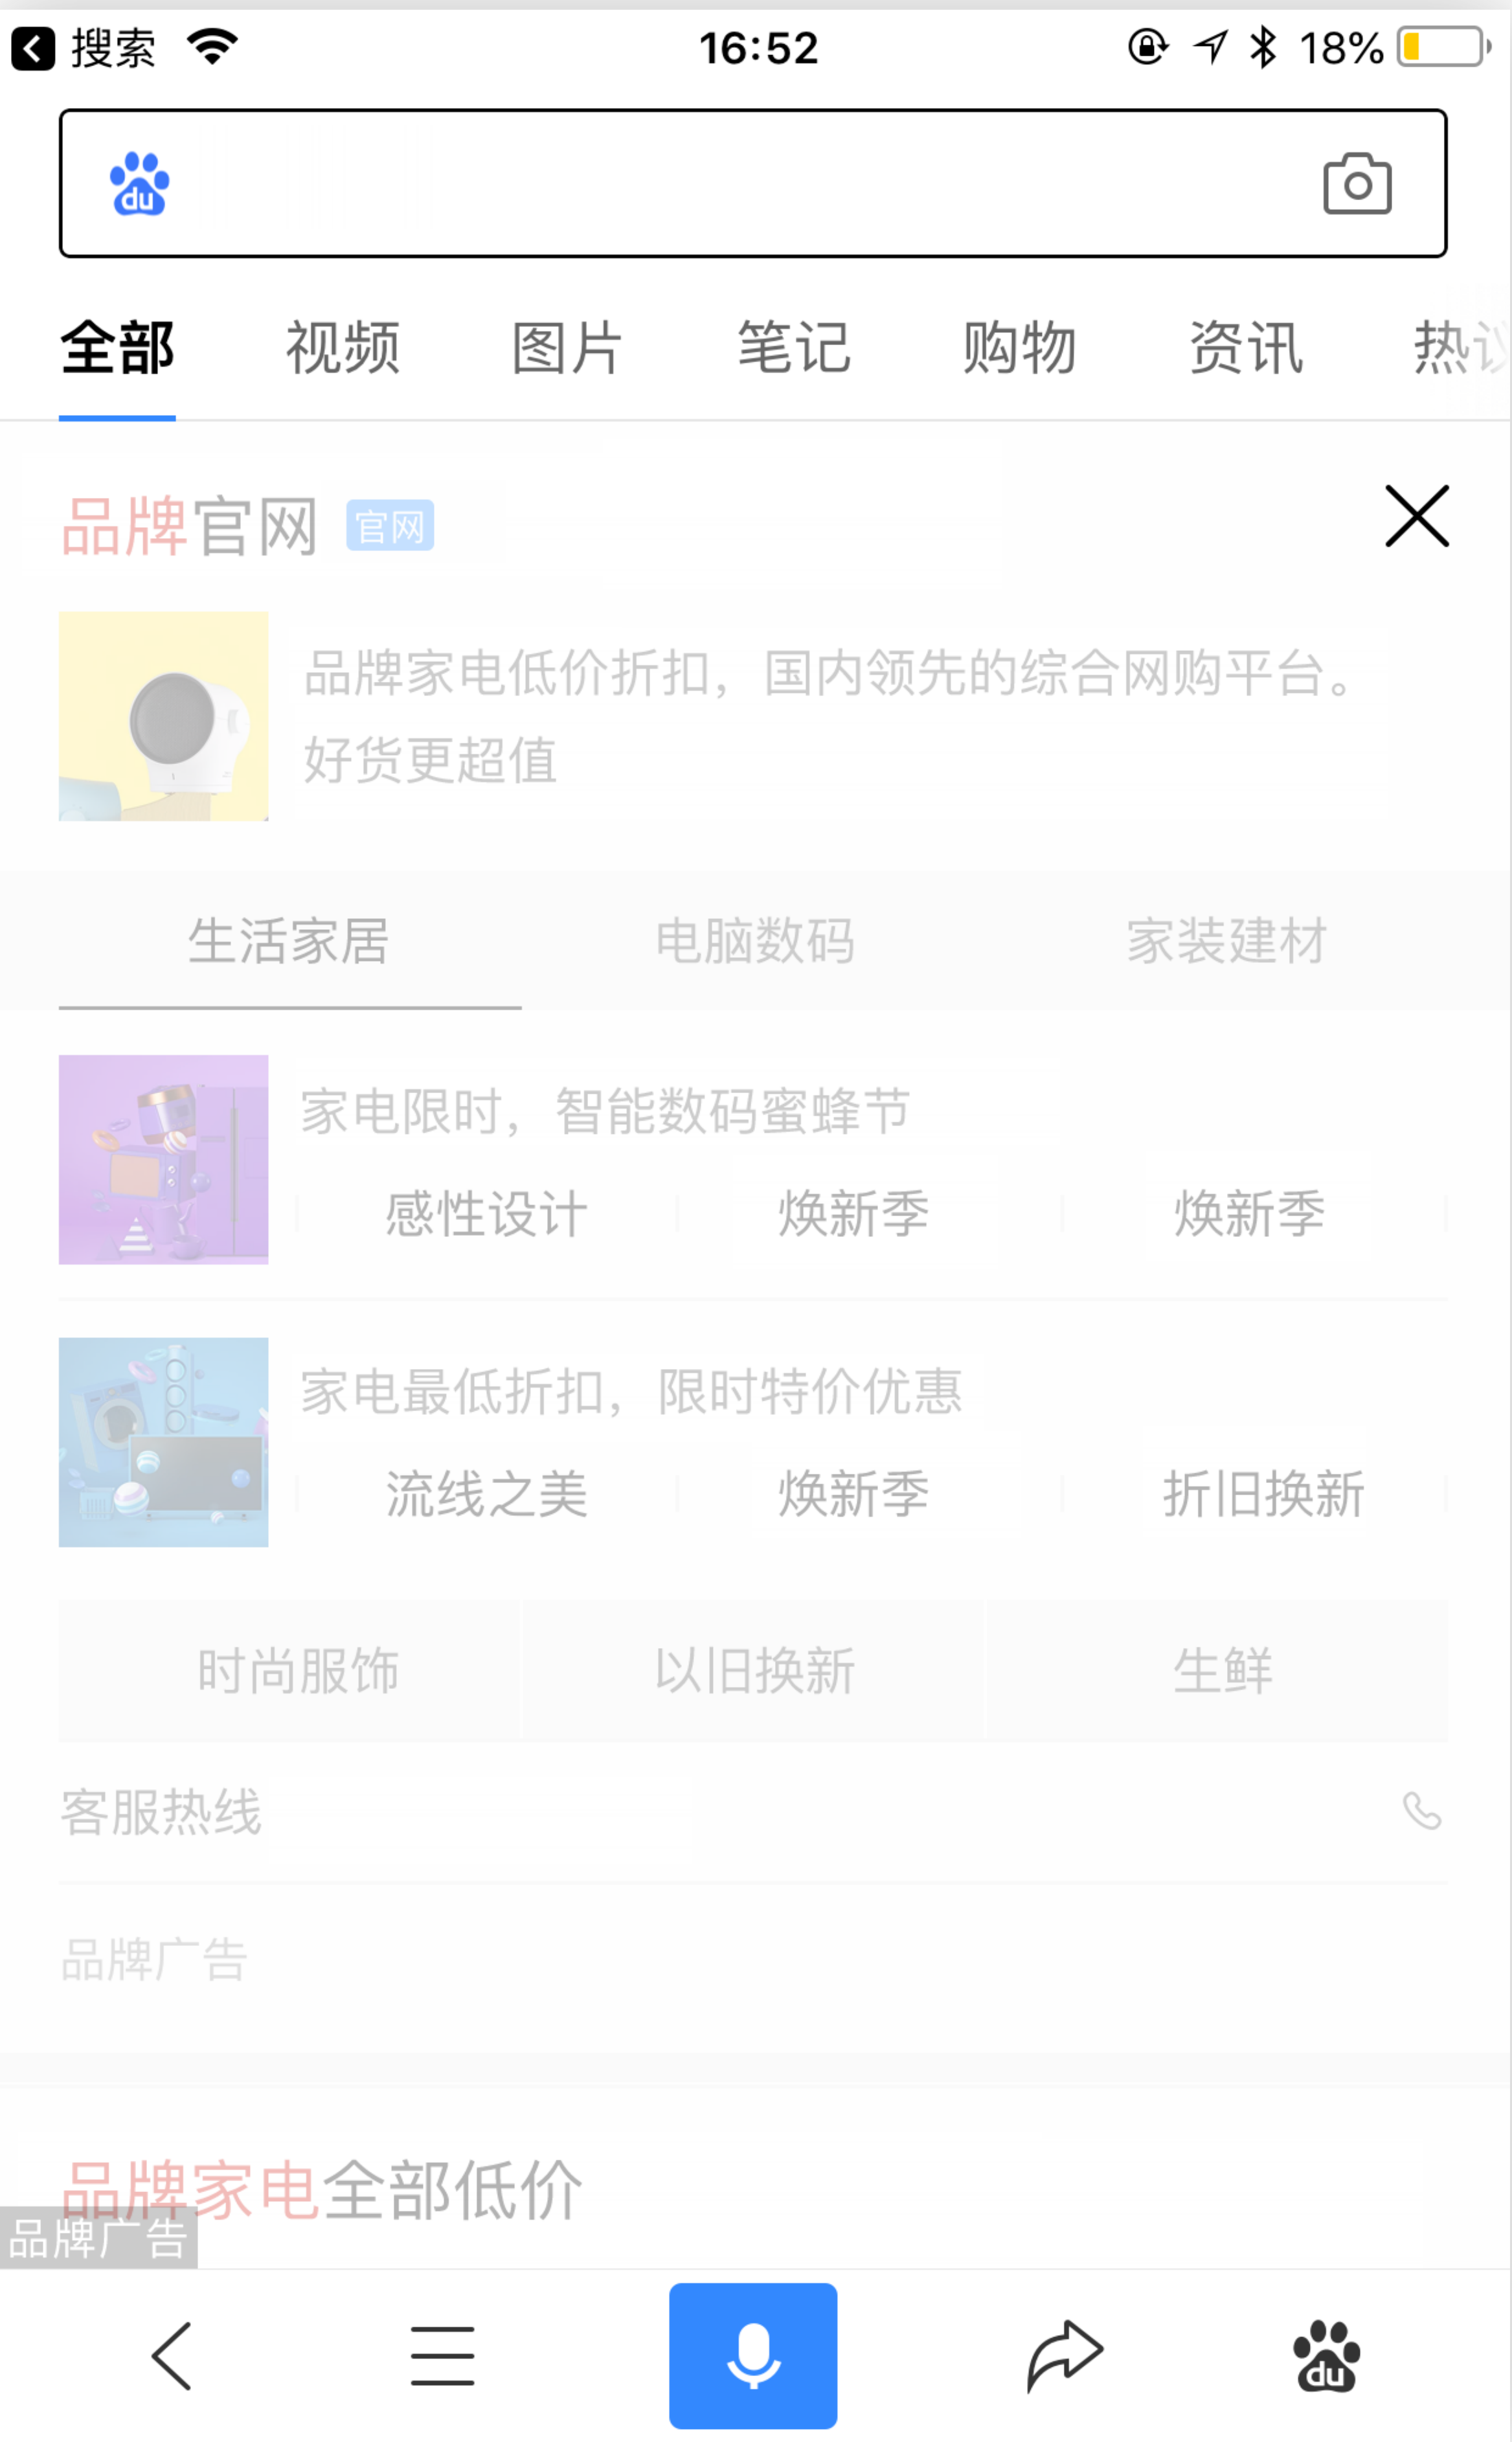 搜索 16:52 18%
du
全部 视频 图片 笔记 购物 资讯 热议
品牌官网 官网
品牌家电低价折扣，国内领先的综合网购平台。
好货更超值
生活家居 电脑数码 家装建材
家电限时，智能数码蜜蜂节
感性设计 焕新季 焕新季
家电最低折扣，限时特价优惠
流线之美 焕新季 折旧换新
时尚服饰 以旧换新 生鲜
客服热线
品牌广告
品牌家电全部低价
品牌广告
du